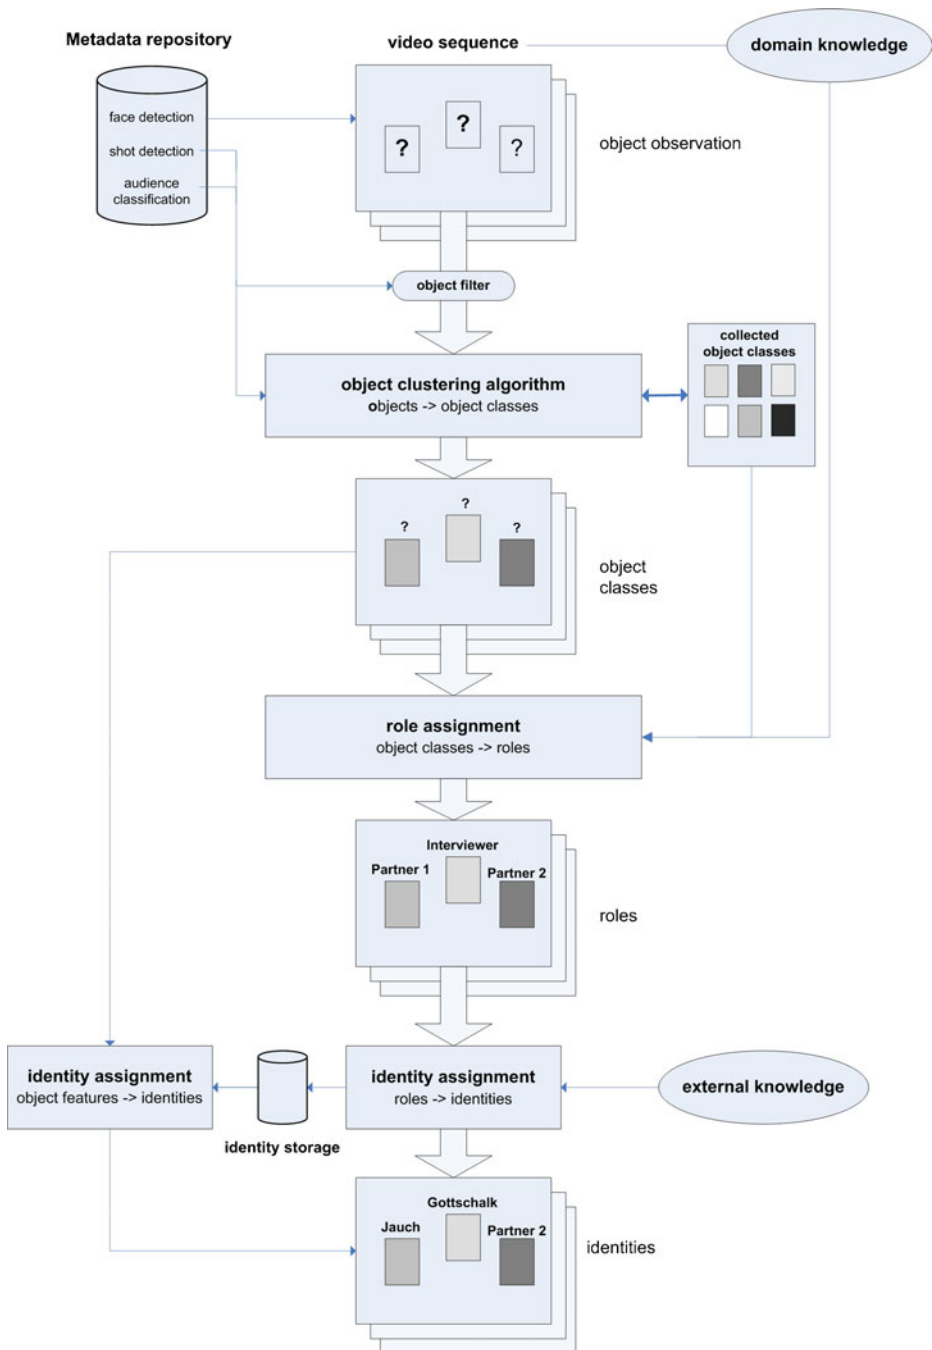 Metadata repository
video sequence
domain knowledge
face detection
shot detection
audience
classification
?
?
?
object observation
object filter
collected
object classes
object clustering algorithm
objects -> object classes
?
?
?
object
classes
role assignment
object classes -> roles
Interviewer
Partner 1
Partner 2
roles
identity assignment
object features -> identities
identity storage
identity assignment
roles -> identities
external knowledge
Gottschalk
Jauch
Partner 2
identities